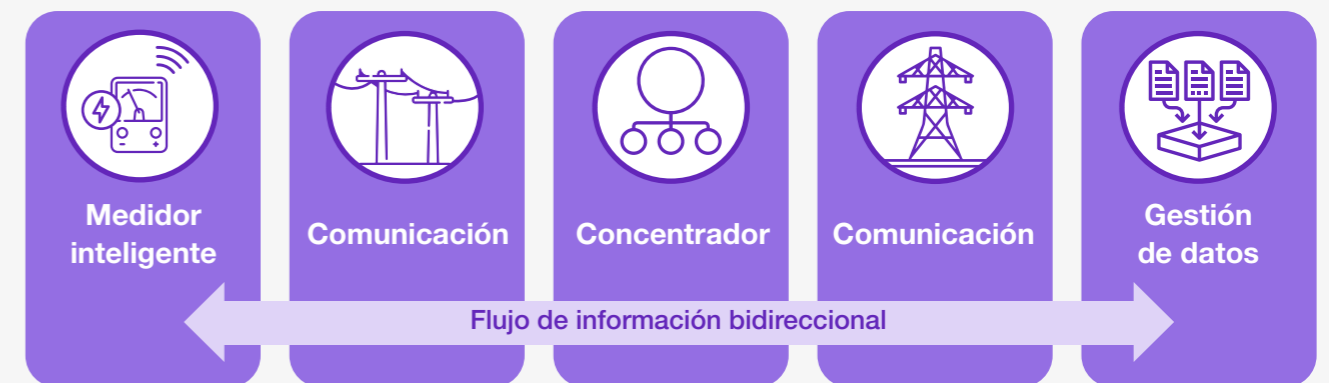 Medidor
inteligente
Comunicación
Concentrador
Comunicación
Gestión
de datos
Flujo de información bidireccional